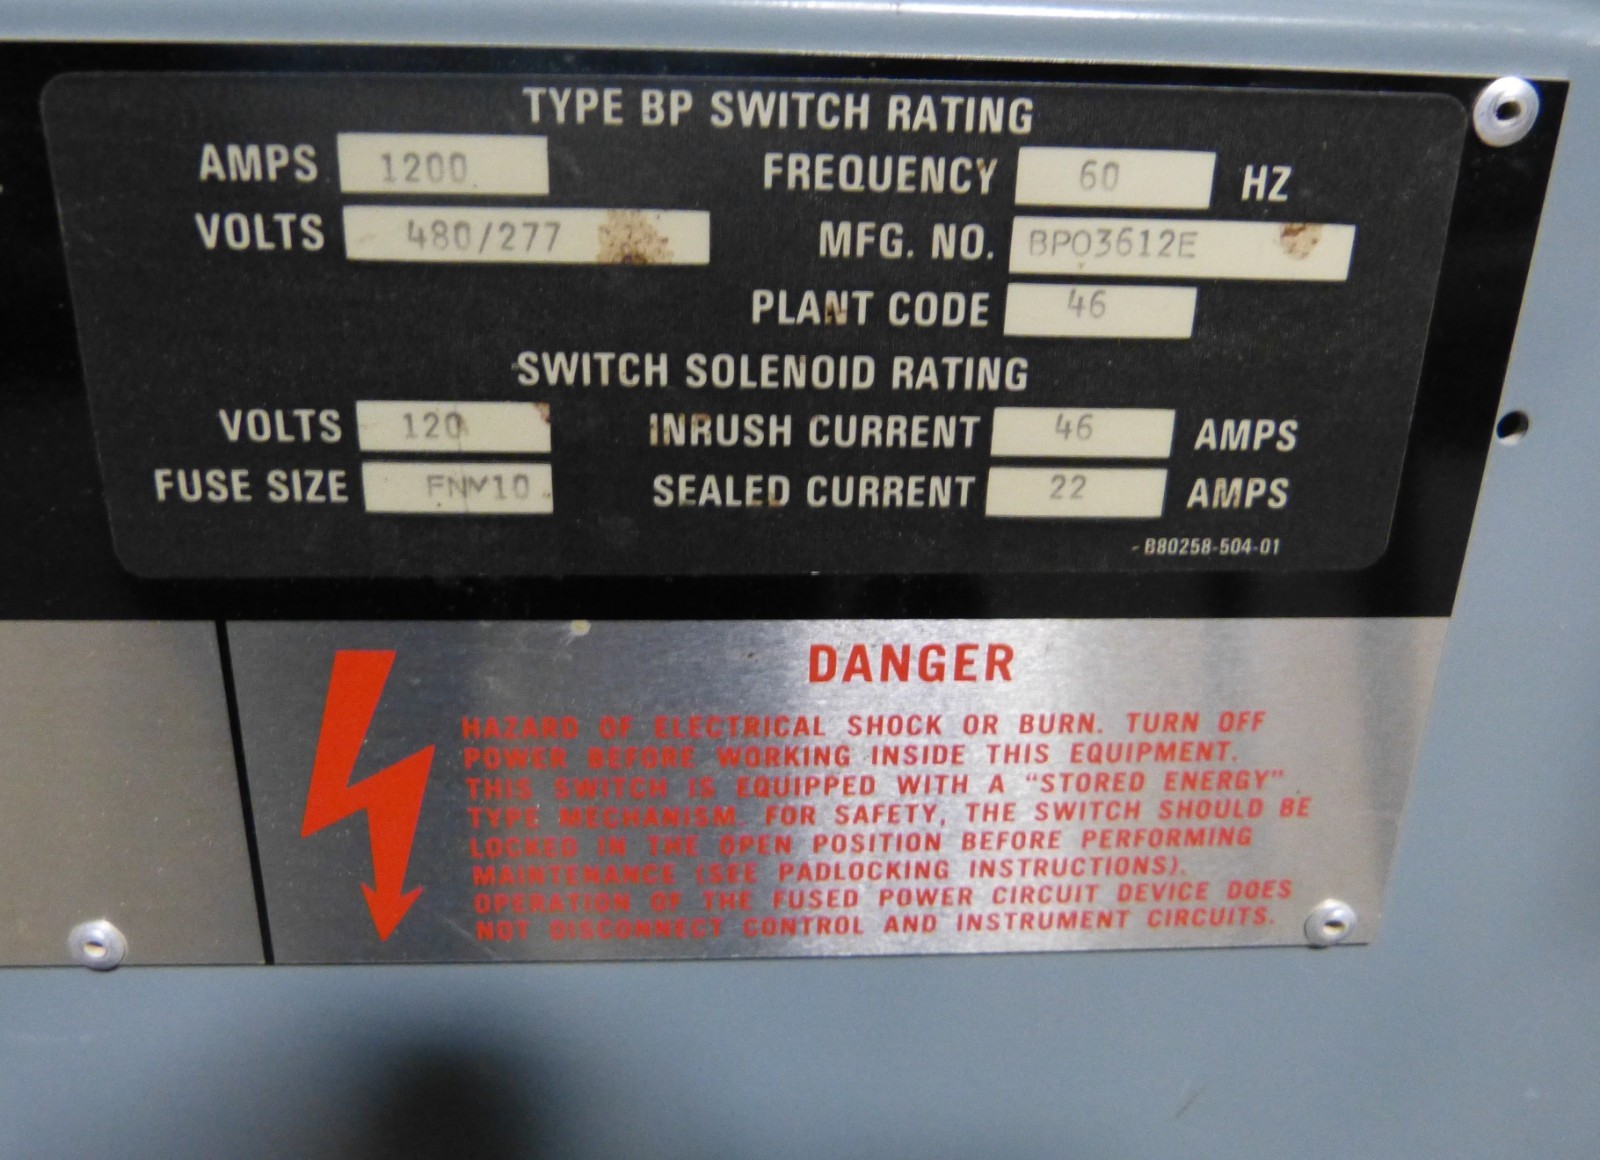 TYPE BP SWITCH RATING
AMPS 1200 FREQUENCY 60 HZ
VOLTS 480/277 MFG. NO. BP03612E
PLANT CODE 46
SWITCH SOLENOID RATING
VOLTS 120 INRUSH CURRENT 46 AMPS
FUSE SIZE FNM10 SEALED CURRENT 22 AMPS
B80258-504-01
DANGER
HAZARD OF ELECTRICAL SHOCK OR BURN. TURN OFF
POWER BEFORE WORKING INSIDE THIS EQUIPMENT.
THIS SWITCH IS EQUIPPED WITH A "STORED ENERGY"
TYPE MECHANISM. FOR SAFETY, THE SWITCH SHOULD BE
LOCKED IN THE OPEN POSITION BEFORE PERFORMING
MAINTENANCE (SEE PADLOCKING INSTRUCTIONS).
OPERATION OF THE FUSED POWER CIRCUIT DEVICE DOES
NOT DISCONNECT CONTROL AND INSTRUMENT CIRCUITS.